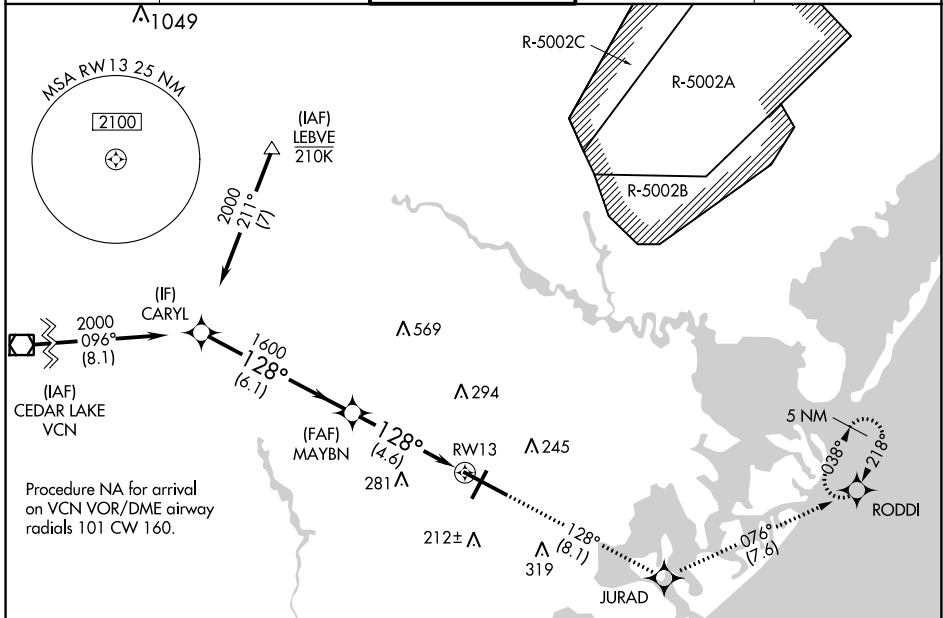 1049
MSA RW 13 25 NM
2100
(IAF)
LEBVE
210K
2000
211°
(7)
R-5002C
R-5002A
R-5002B
(IF)
CARYL
2000
096°
(8.1)
(IAF)
CEDAR LAKE
VCN
1600
128°
(6.1)
569
294
(FAF)
MAYBN
128°
(4.6)
RW13
245
281
5 NM
038°
218°
RODDI
Procedure NA for arrival
on VCN VOR/DME airway
radials 101 CW 160.
212±
319
128°
(8.1)
076°
(7.6)
JURAD